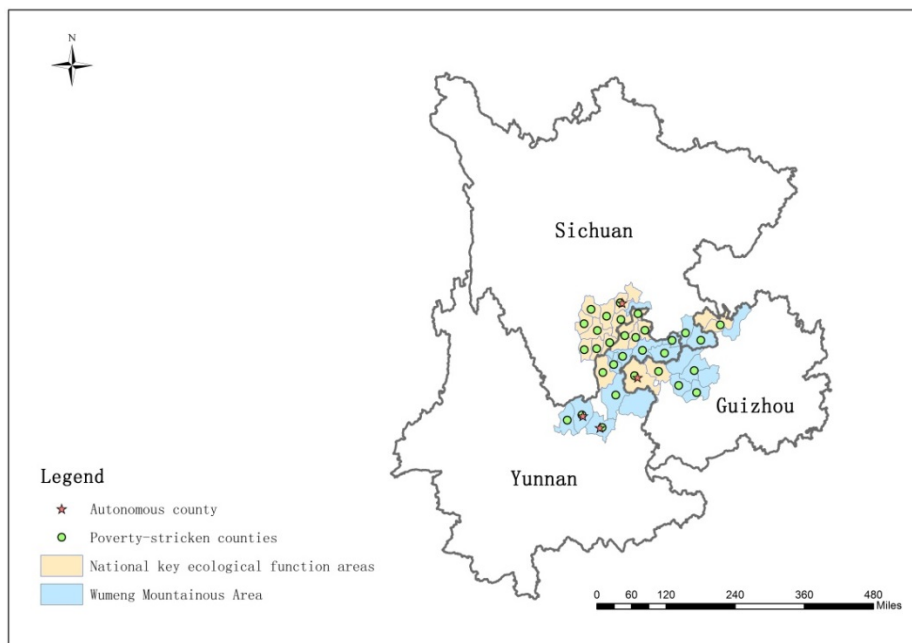 N
Sichuan
Guizhou
Yunnan
Legend
Autonomous county
Poverty-stricken counties
National key ecological function areas
Wumeng Mountainous Area
0 30 60 120 240 360 480
Miles